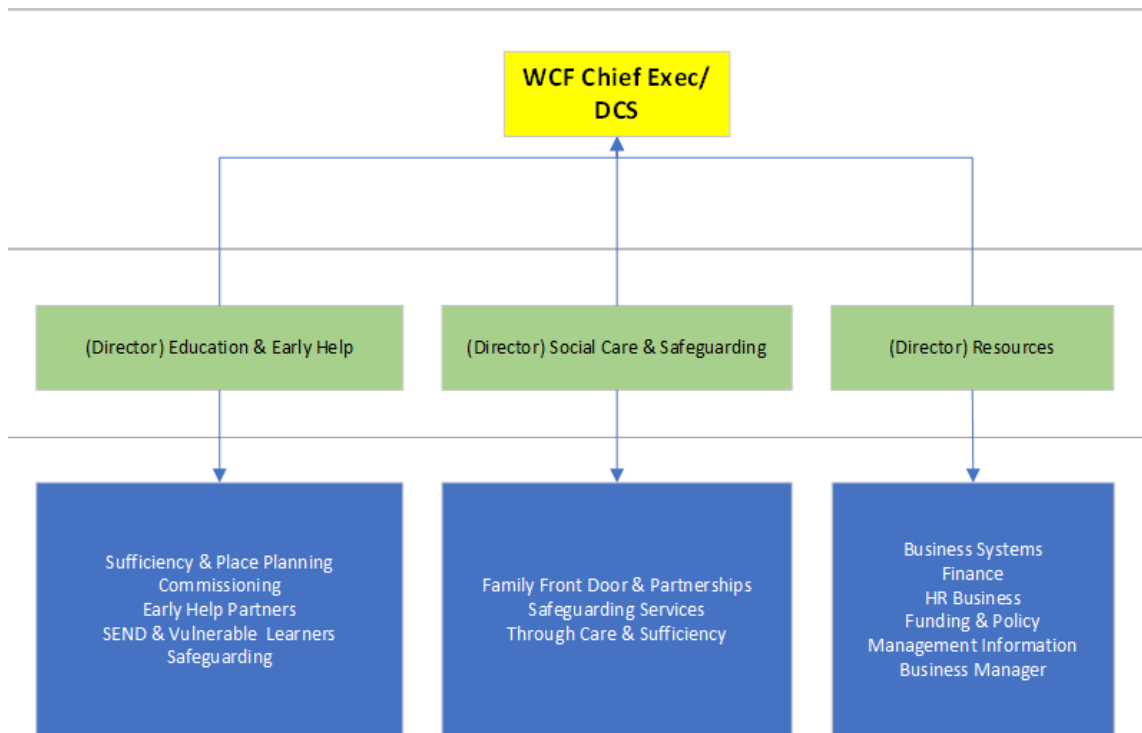 WCF Chief Exec/
DCS
(Director) Education & Early Help
(Director) Social Care & Safeguarding
(Director) Resources
Sufficiency & Place Planning
Commissioning
Early Help Partners
SEND & Vulnerable Learners
Safeguarding
Family Front Door & Partnerships
Safeguarding Services
Through Care & Sufficiency
Business Systems
Finance
HR Business
Funding & Policy
Management Information
Business Manager